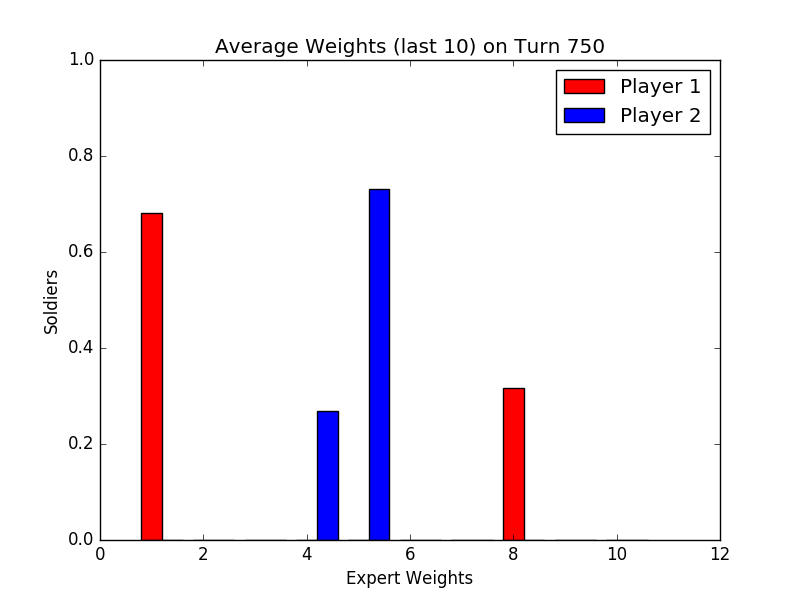 Average Weights (last 10) on Turn 750
Player 1
Player 2
1.0
0.8
0.6
0.4
0.2
0.0
Soldiers
0 2 4 6 8 10 12
Expert Weights